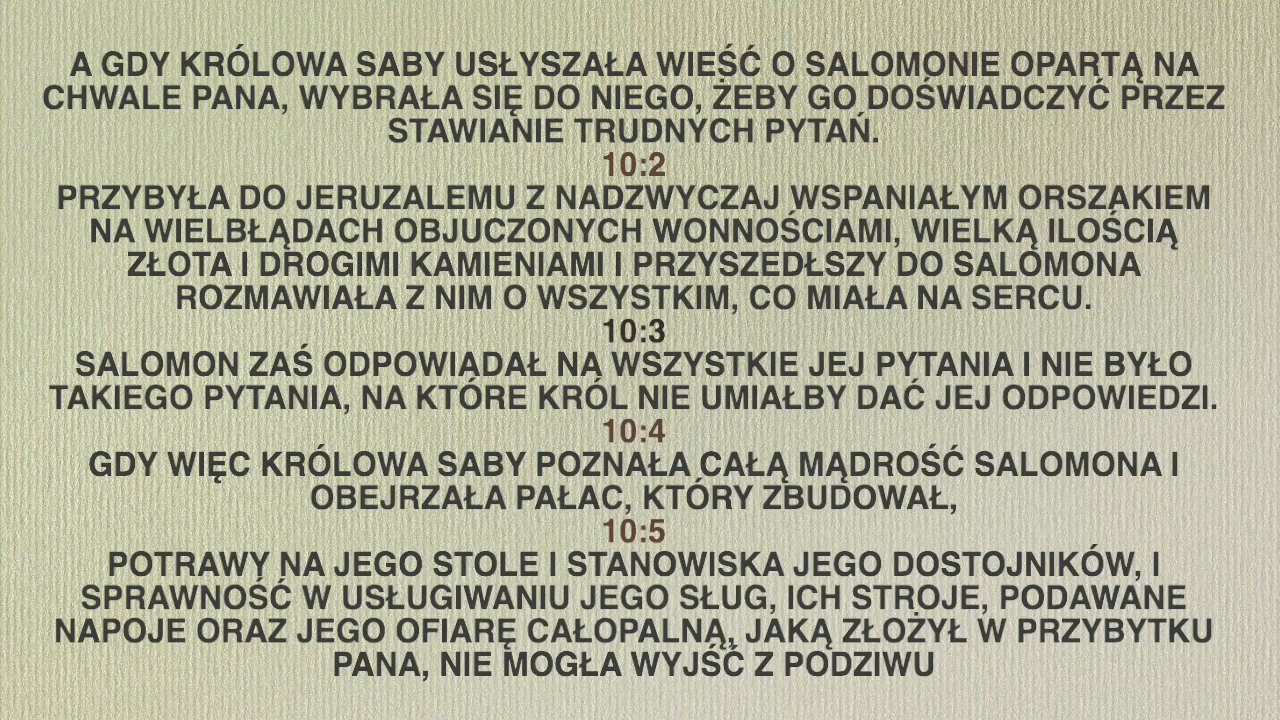 A GDY KRÓLOWA SABY USŁYSZAŁA WIEŚĆ O SALOMONIE OPARTĄ NA
CHWALE PANA, WYBRAŁA SIĘ DO NIEGO, ŻEBY GO DOŚWIADCZYĆ PRZEZ
STAWIANIE TRUDNYCH PYTAŃ.
10:2
PRZYBYŁA DO JERUZALEMU Z NADZWYCZAJ WSPANIAŁYM ORSZAKIEM
NA WIELBŁĄDACH OBJUCZONYCH WONNOŚCIAMI, WIELKĄ ILOŚCIĄ
ZŁOTA I DROGIMI KAMIENIAMI I PRZYSZEDŁSZY DO SALOMONA
ROZMAWIAŁA Z NIM O WSZYSTKIM, CO MIAŁA NA SERCU.
10:3
SALOMON ZAŚ ODPOWIADAŁ NA WSZYSTKIE JEJ PYTANIA I NIE BYŁO
TAKIEGO PYTANIA, NA KTÓRE KRÓL NIE UMIAŁBY DAĆ JEJ ODPOWIEDZI.
10:4
GDY WIĘC KRÓLOWA SABY POZNAŁA CAŁĄ MĄDROŚĆ SALOMONA I
OBEJRZAŁA PAŁAC, KTÓRY ZBUDOWAŁ,
10:5
POTRAWY NA JEGO STOLE I STANOWISKA JEGO DOSTOJNIKÓW, I
SPRAWNOŚĆ W USŁUGIWANIU JEGO SŁUG, ICH STROJE, PODAWANE
NAPOJE ORAZ JEGO OFIARĘ CAŁOPALNĄ, JAKĄ ZŁOŻYŁ W PRZYBYTKU
PANA, NIE MOGŁA WYJŚĆ Z PODZIWU